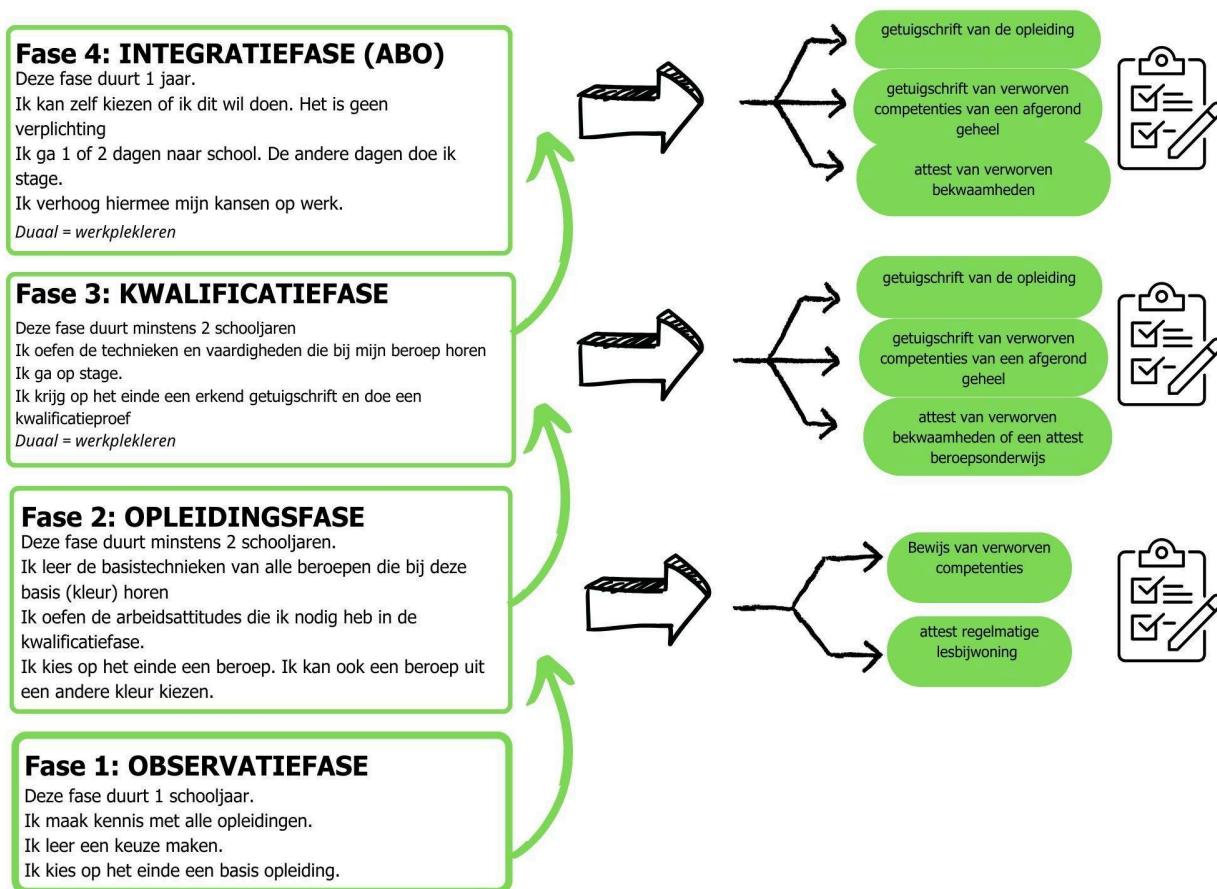 Fase 4: INTEGRATIEFASE (ABO)
Deze fase duurt 1 jaar.
Ik kan zelf kiezen of ik dit wil doen. Het is geen
verplichting
Ik ga 1 of 2 dagen naar school. De andere dagen doe ik
stage.
Ik verhoog hiermee mijn kansen op werk.
Duaal = werkplekleren
getuigschrift van de opleiding
getuigschrift van verworven
competenties van een afgerond
geheel
attest van verworven
bekwaamheden
Fase 3: KWALIFICATIEFASE
Deze fase duurt minstens 2 schooljaren
Ik oefen de technieken en vaardigheden die bij mijn beroep horen
Ik ga op stage.
Ik krijg op het einde een erkend getuigschrift en doe een
kwalificatieproef
Duaal = werkplekleren
getuigschrift van de opleiding
getuigschrift van verworven
competenties van een afgerond
geheel
attest van verworven
bekwaamheden of een attest
beroepsonderwijs
Fase 2: OPLEIDINGSFASE
Deze fase duurt minstens 2 schooljaren.
Ik leer de basistechnieken van alle beroepen die bij deze
basis (kleur) horen
Ik oefen de arbeidsattitudes die ik nodig heb in de
kwalificatiefase.
Ik kies op het einde een beroep. Ik kan ook een beroep uit
een andere kleur kiezen.
Bewijs van verworven
competenties
attest regelmatige
lesbijwoning
Fase 1: OBSERVATIEFASE
Deze fase duurt 1 schooljaar.
Ik maak kennis met alle opleidingen.
Ik leer een keuze maken.
Ik kies op het einde een basis opleiding.